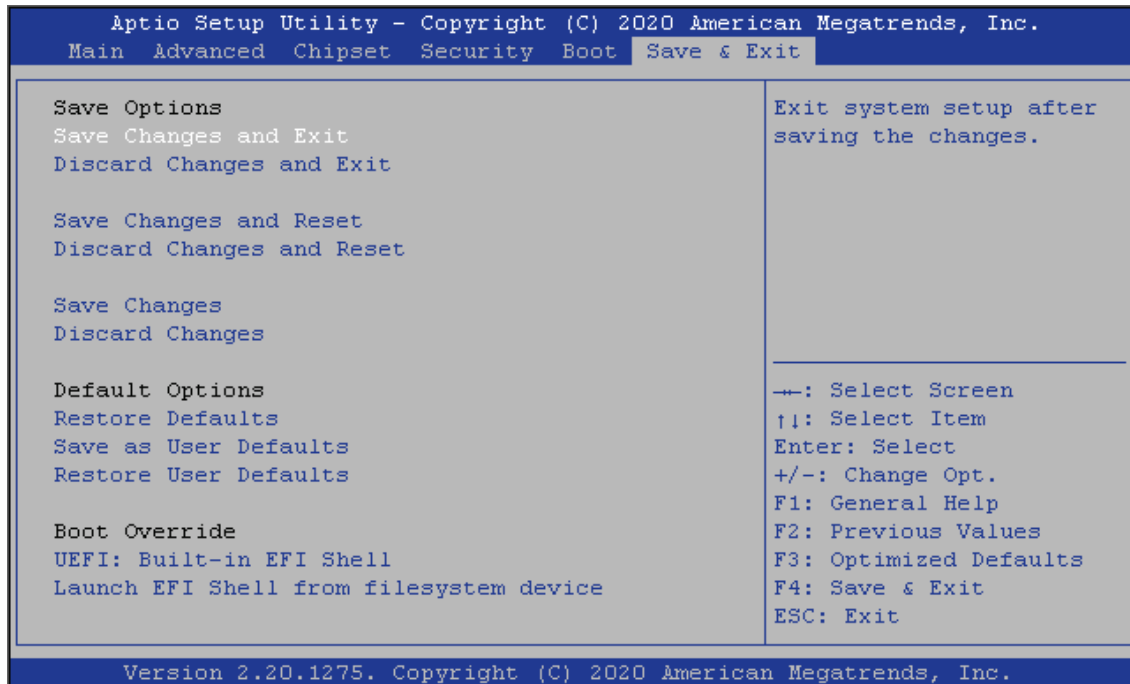 Aptio Setup Utility - Copyright (C) 2020 American Megatrends, Inc.
Main Advanced Chipset Security Boot Save & Exit
Save Options
Save Changes and Exit
Discard Changes and Exit
Save Changes and Reset
Discard Changes and Reset
Save Changes
Discard Changes
Default Options
Restore Defaults
Save as User Defaults
Restore User Defaults
Boot Override
UEFI: Built-in EFI Shell
Launch EFI Shell from filesystem device
Exit system setup after
saving the changes.
→←: Select Screen
↑↓: Select Item
Enter: Select
+/-: Change Opt.
F1: General Help
F2: Previous Values
F3: Optimized Defaults
F4: Save & Exit
ESC: Exit
Version 2.20.1275. Copyright (C) 2020 American Megatrends, Inc.